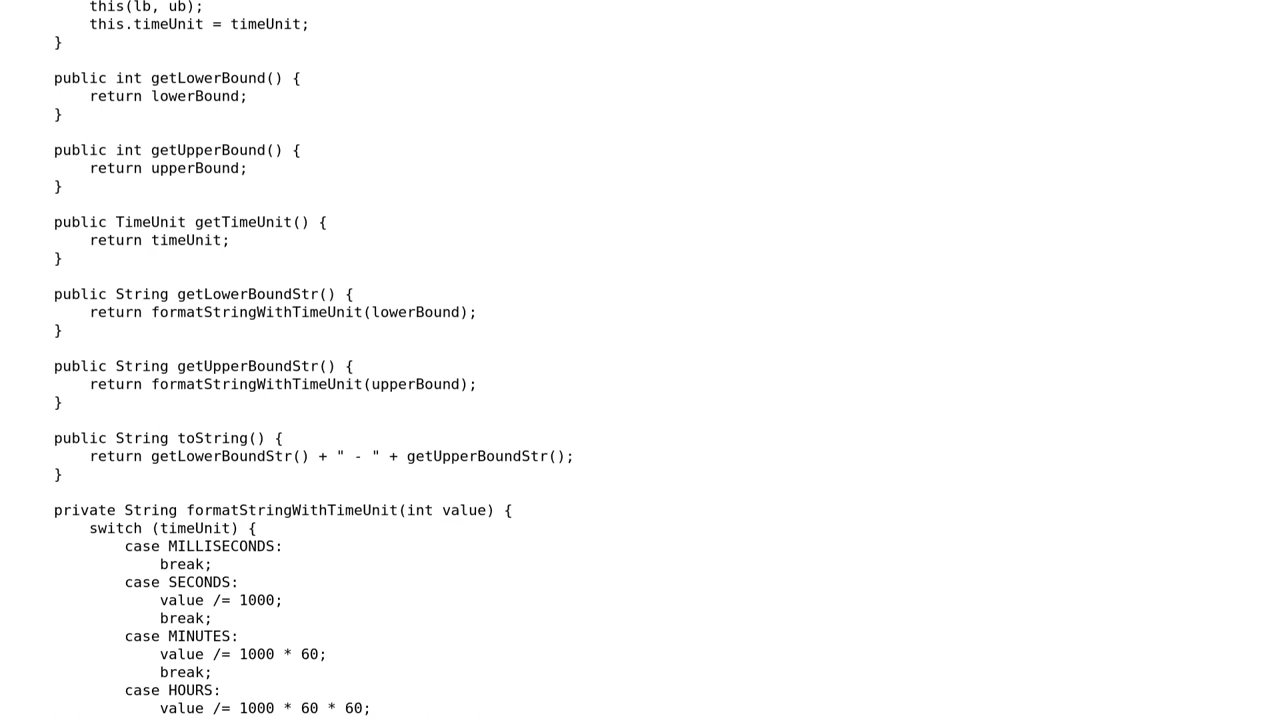 this(lb, ub);
this.timeUnit = timeUnit;
}
public int getLowerBound() {
return lowerBound;
}
public int getUpperBound() {
return upperBound;
}
public TimeUnit getTimeUnit() {
return timeUnit;
}
public String getLowerBoundStr() {
return formatStringWithTimeUnit(lowerBound);
}
public String getUpperBoundStr() {
return formatStringWithTimeUnit(upperBound);
}
public String toString() {
return getLowerBoundStr() + " - " + getUpperBoundStr();
}
private String formatStringWithTimeUnit(int value) {
switch (timeUnit) {
case MILLISECONDS:
break;
case SECONDS:
value /= 1000;
break;
case MINUTES:
value /= 1000 * 60;
break;
case HOURS:
value /= 1000 * 60 * 60;